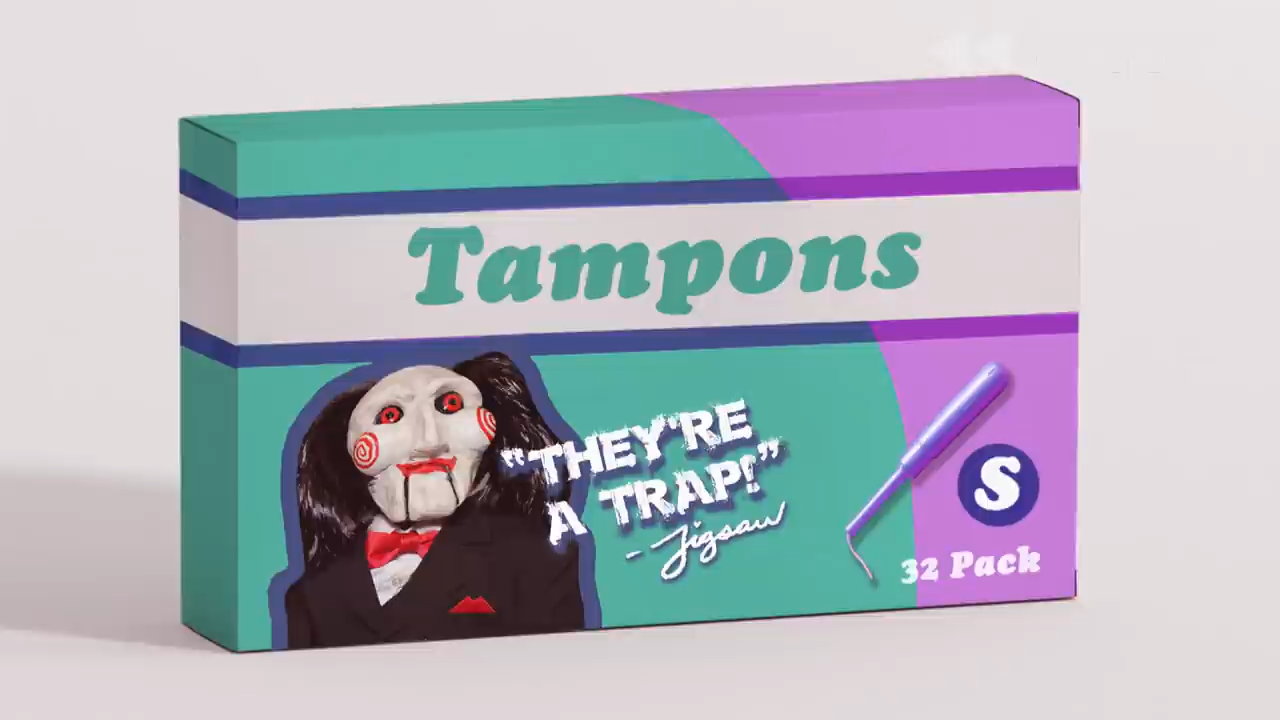 Tampons
“THEY'RE
A TRAP!”
- Jigsaw
S
32 Pack